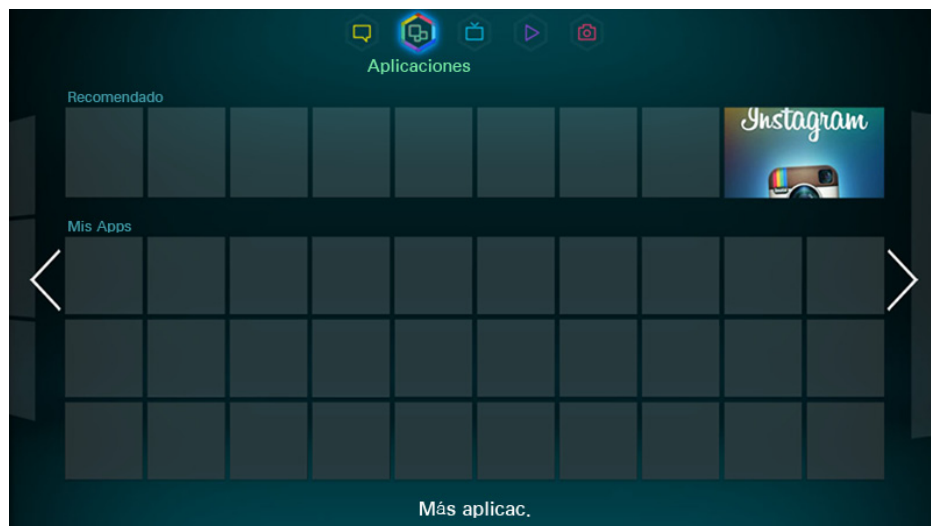 Aplicaciones
Recomendado
Instagram
Mis Apps
Más aplicac.